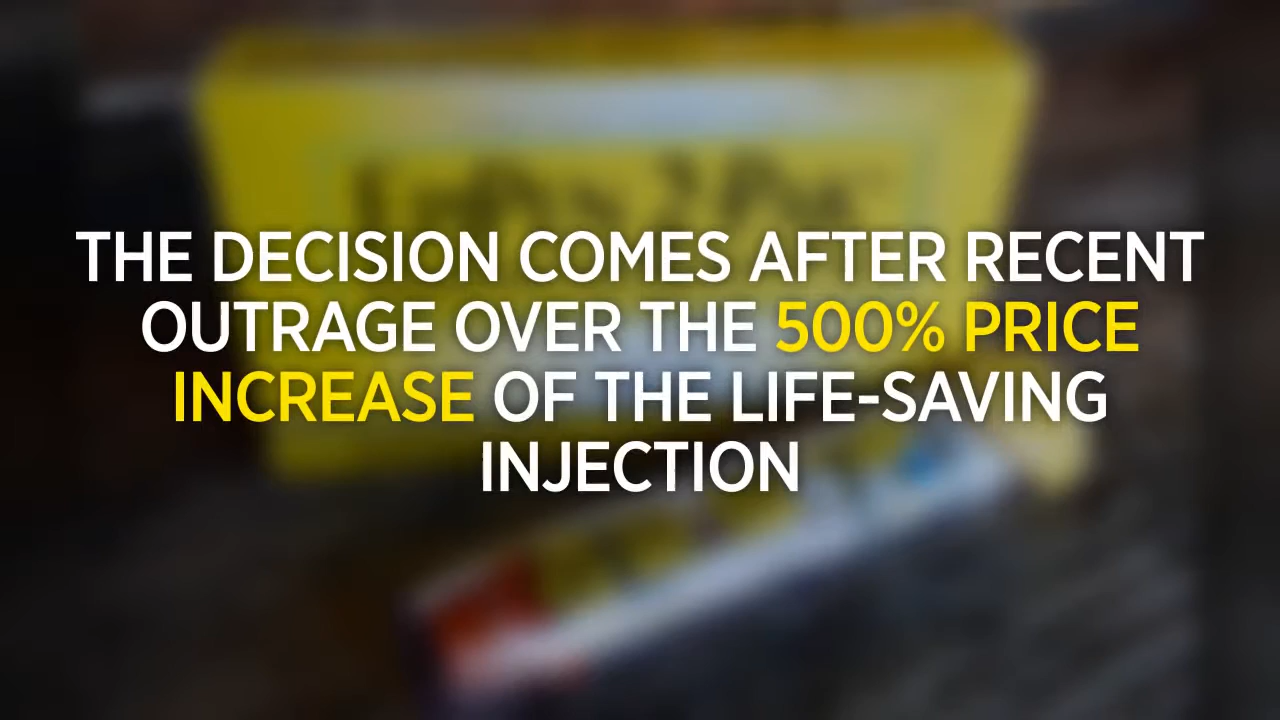 THE DECISION COMES AFTER RECENT
OUTRAGE OVER THE 500% PRICE
INCREASE OF THE LIFE-SAVING
INJECTION